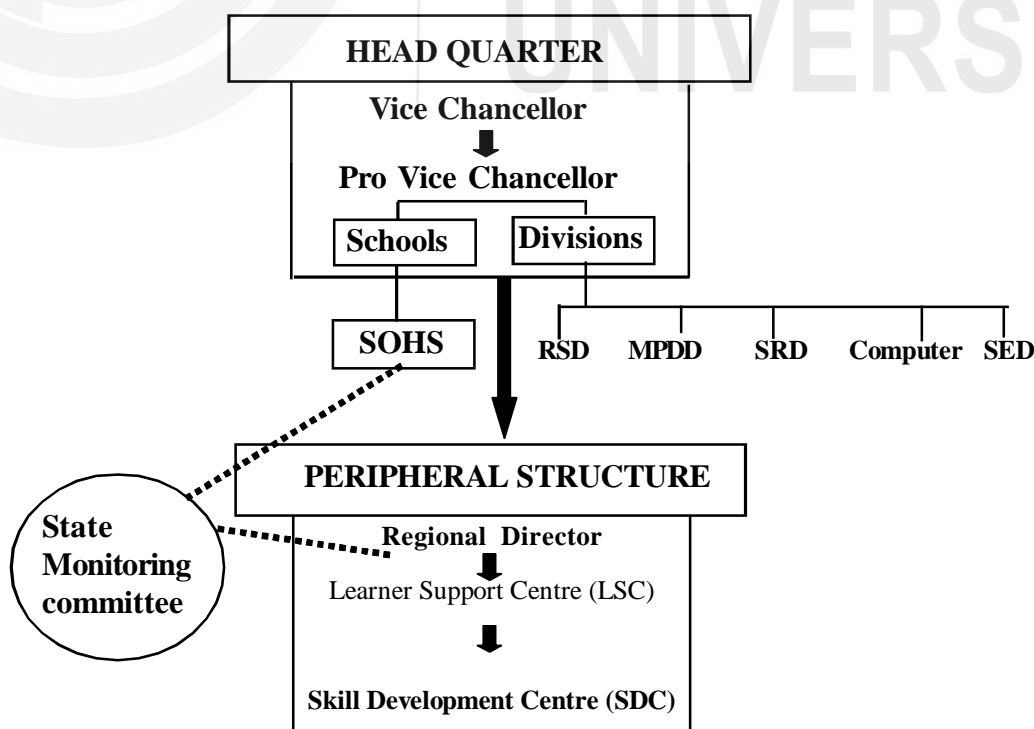 UNIVERS
HEAD QUARTER
Vice Chancellor
Pro Vice Chancellor
Schools
Divisions
SOHS
RSD
MPDD
SRD
Computer
SED
PERIPHERAL STRUCTURE
State
Monitoring
committee
Regional Director
Learner Support Centre (LSC)
Skill Development Centre (SDC)